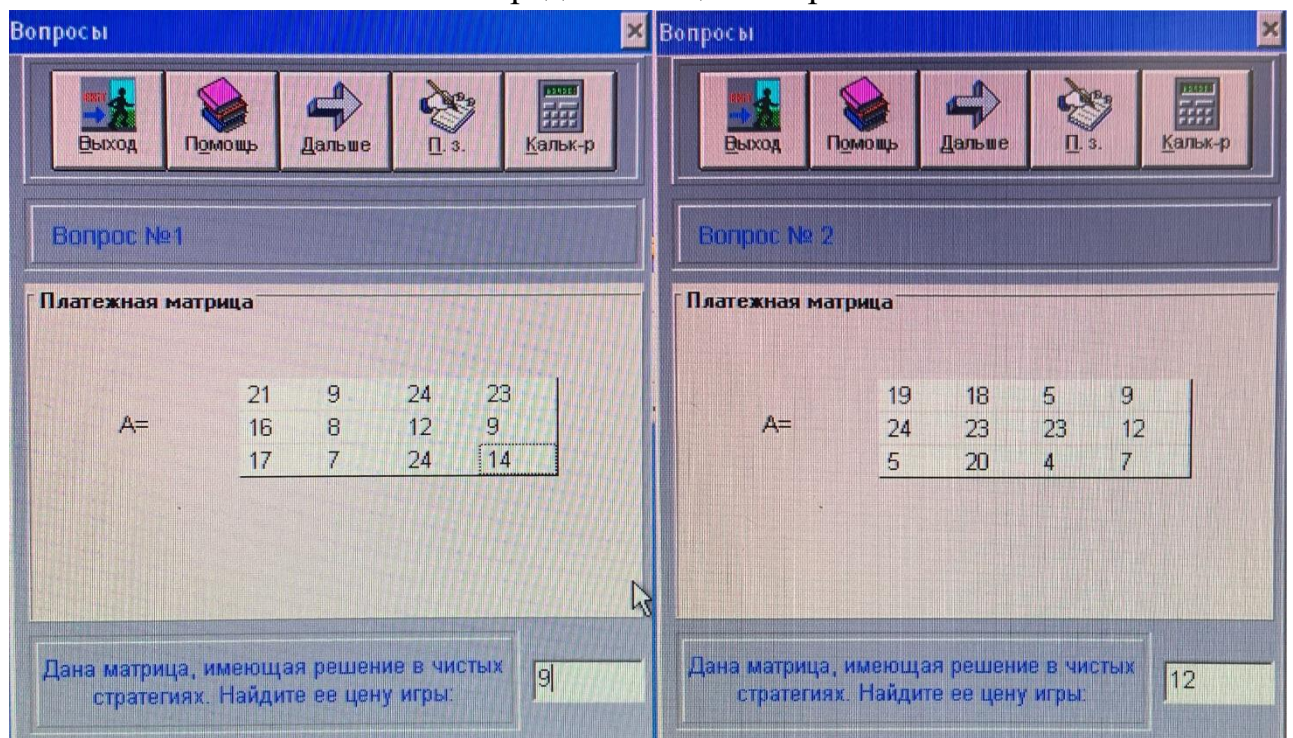 Вопросы
Выход Помощь Дальше П. з. Кальк-р
Вопрос №1
Платежная матрица
A=
21 9 24 23
16 8 12 9
17 7 24 14
Дана матрица, имеющая решение в чистых
стратегиях. Найдите ее цену игры:
9
Вопросы
Выход Помощь Дальше П. з. Кальк-р
Вопрос № 2
Платежная матрица
A=
19 18 5 9
24 23 23 12
5 20 4 7
Дана матрица, имеющая решение в чистых
стратегиях. Найдите ее цену игры:
12